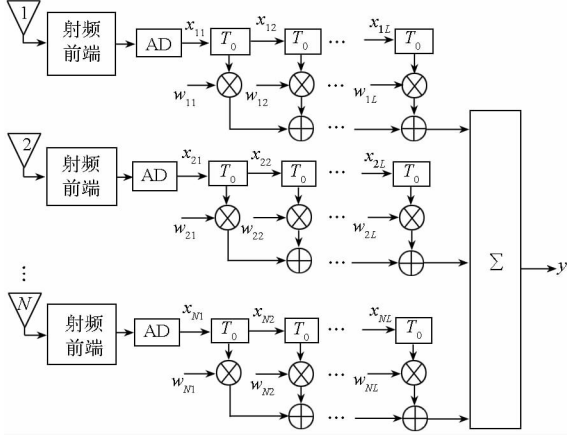 1
射频
前端
AD
x₁₁
T₀
x₁₂
T₀
...
x₁L
T₀
w₁₁
w₁₂
w₁L
...
2
射频
前端
AD
x₂₁
T₀
x₂₂
T₀
...
x₂L
T₀
w₂₁
w₂₂
w₂L
...
Σ
y
⋮
N
射频
前端
AD
xN1
T₀
xN2
T₀
...
xNL
T₀
wN1
wN2
wNL
...